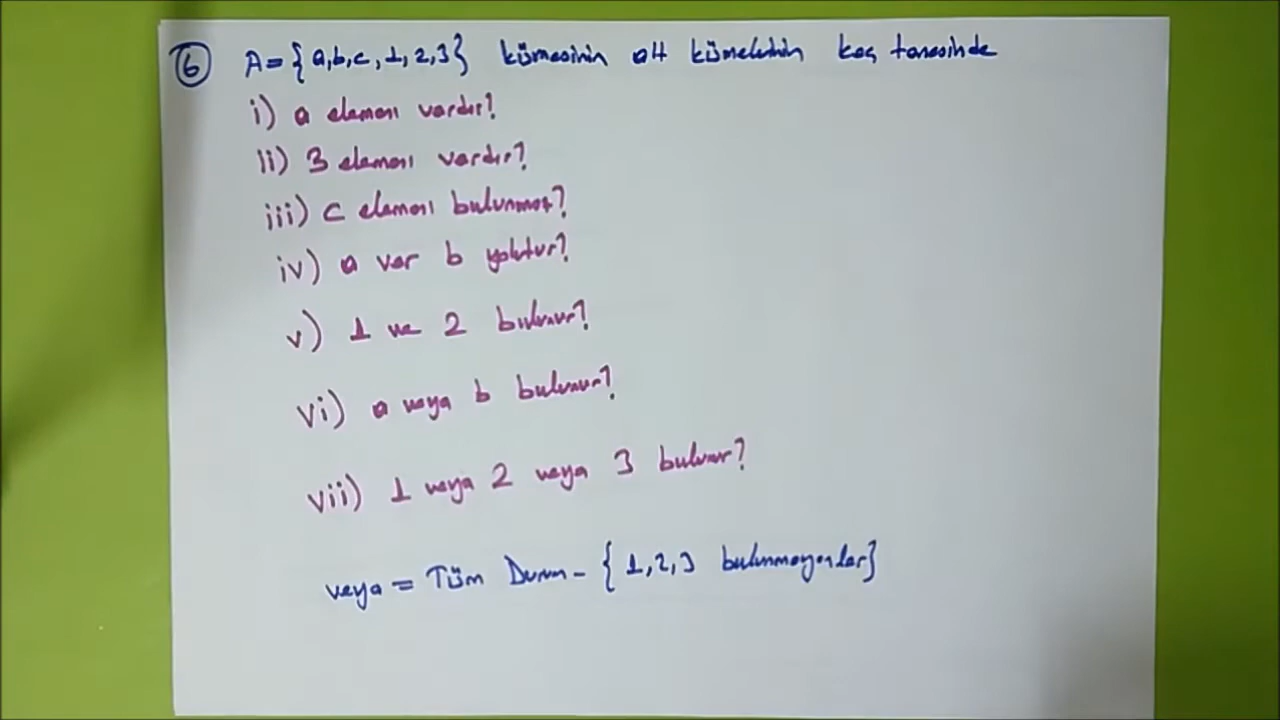 6 A={a,b,c,1,2,3} kümesinin alt kümelerinin kaç tanesinde
i) a elemanı vardır?
ii) 3 elemanı vardır?
iii) c elemanı bulunmaz?
iv) a var b yoktur?
v) 1 ve 2 bulunur?
vi) a veya b bulunur?
vii) 1 veya 2 veya 3 bulunur?
veya = Tüm Durum - {1,2,3 bulunmayanlar}